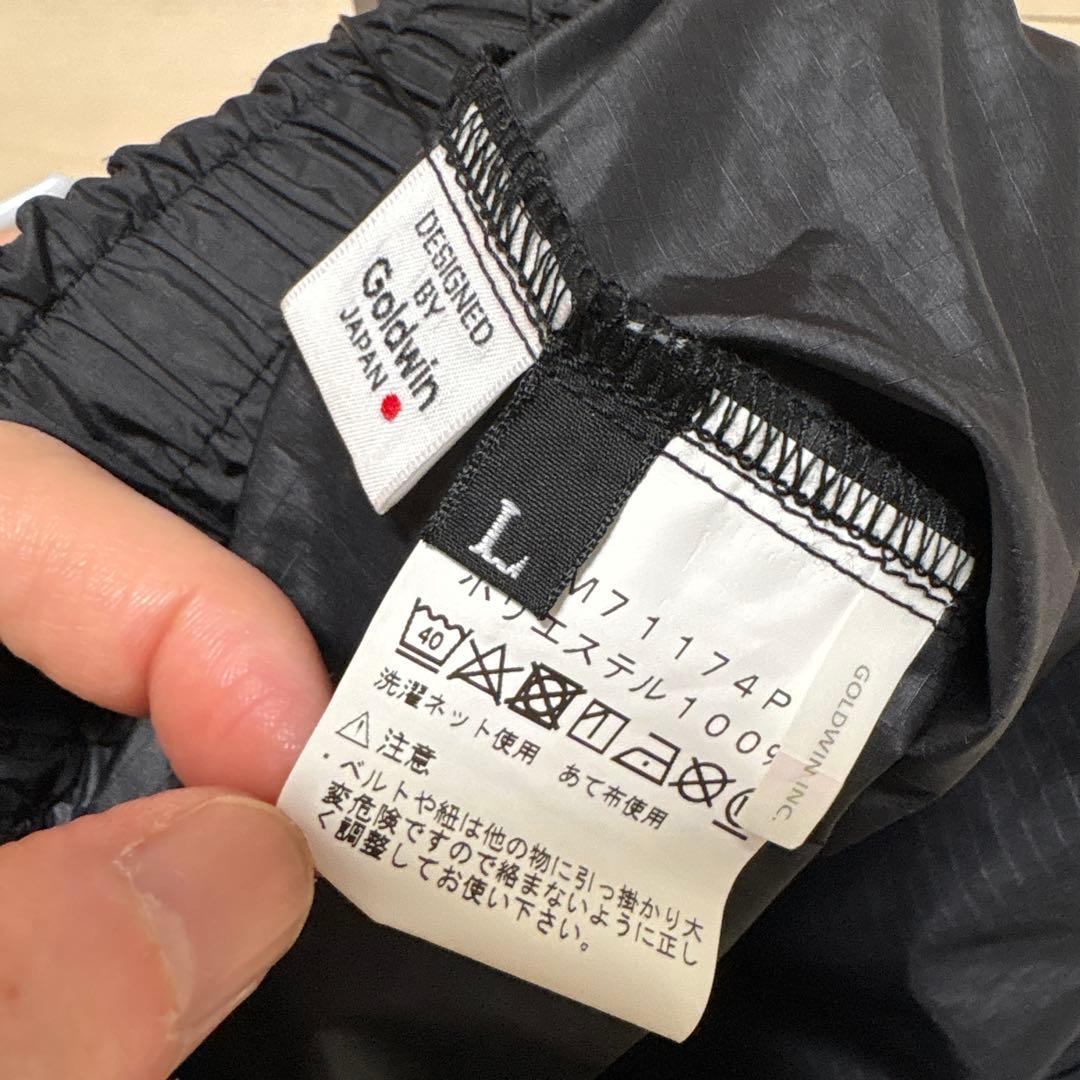 DESIGNED
BY
Goldwin
JAPAN
L
M71174P
ポリエステル100%
40
洗濯ネット使用 あて布使用
注意
・ベルトや紐は他の物に引っ掛かり大
変危険ですので絡まないように正し
く調整してお使い下さい。
GOLDWIN INC.